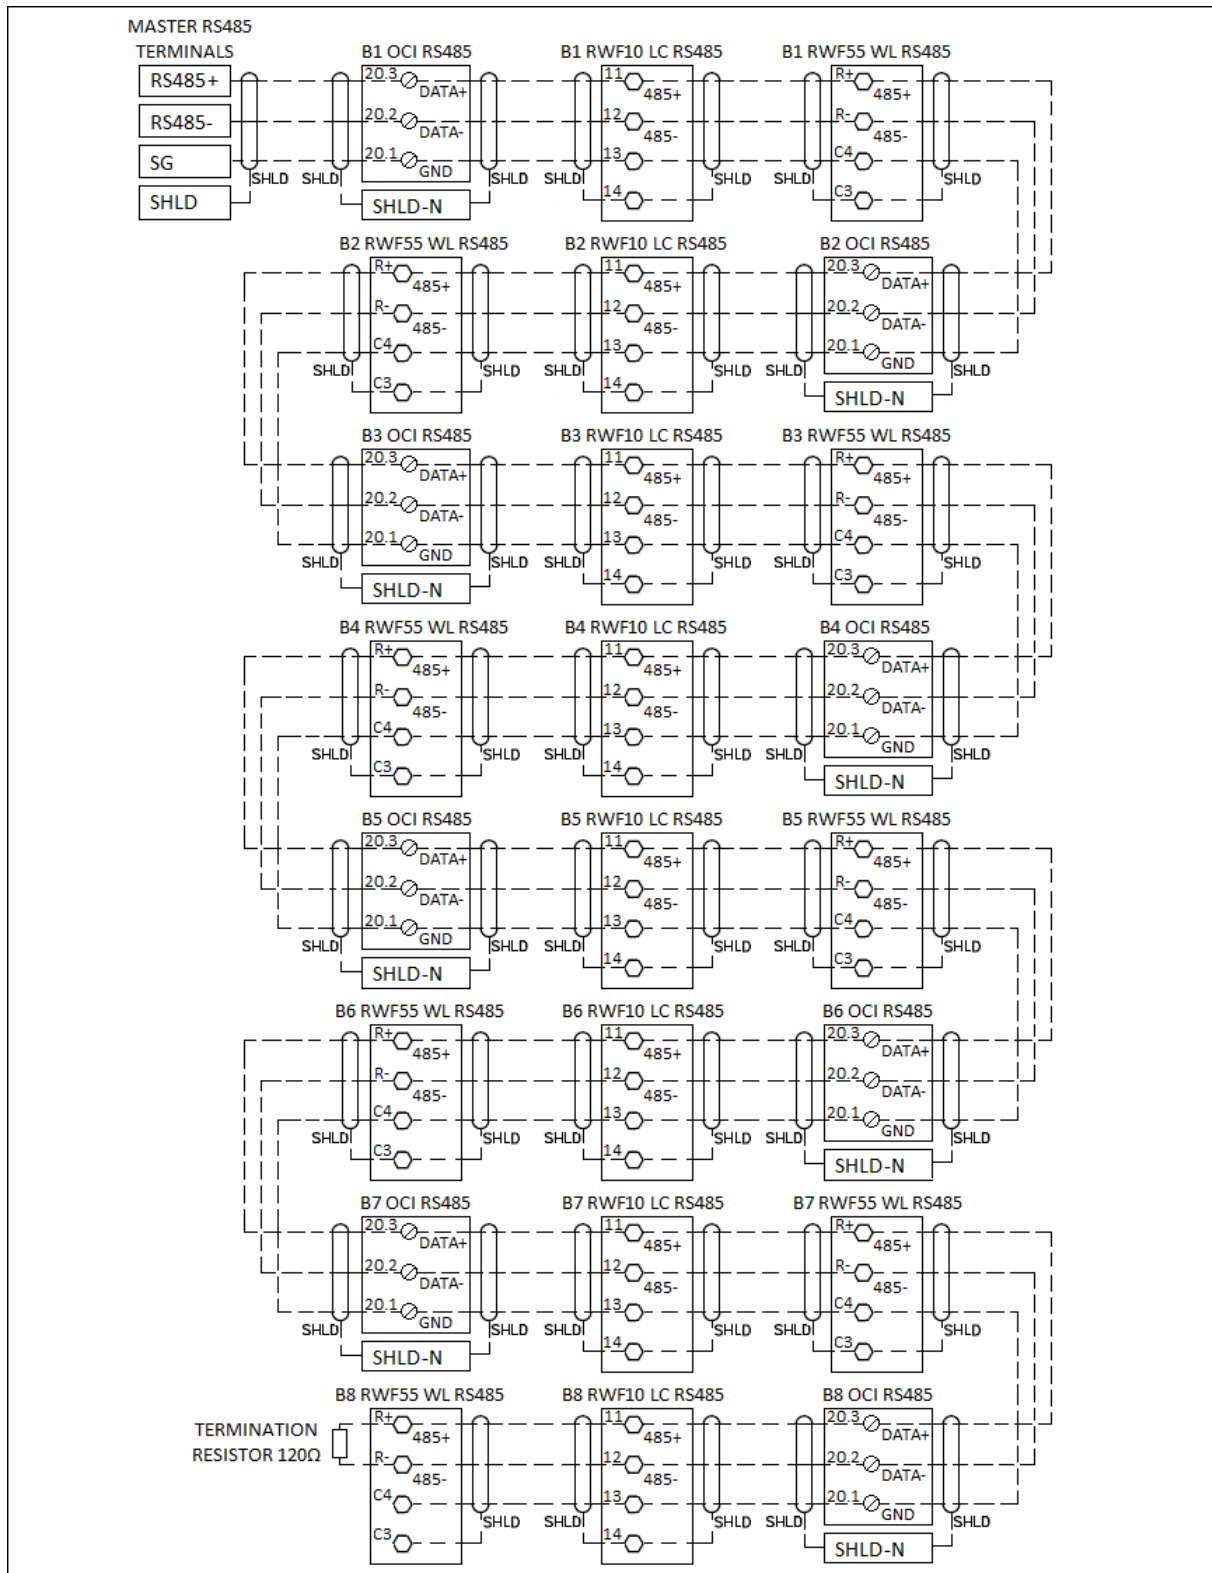 MASTER RS485
TERMINALS
B1 OCI RS485
B1 RWF10 LC RS485
B1 RWF55 WL RS485
RS485+
20.3
DATA+
11
485+
R+
485+
RS485-
20.2
DATA-
12
485-
R-
485-
SG
20.1
GND
13
C4
SHLD
SHLD
SHLD
SHLD
SHLD
SHLD
SHLD
SHLD
SHLD-N
14
C3
B2 RWF55 WL RS485
B2 RWF10 LC RS485
B2 OCI RS485
R+
485+
11
485+
20.3
DATA+
R-
485-
12
485-
20.2
DATA-
C4
13
20.1
GND
SHLD
SHLD
SHLD
SHLD
SHLD
SHLD
C3
14
SHLD-N
B3 OCI RS485
B3 RWF10 LC RS485
B3 RWF55 WL RS485
20.3
DATA+
11
485+
R+
485+
20.2
DATA-
12
485-
R-
485-
20.1
GND
13
C4
SHLD
SHLD
SHLD
SHLD
SHLD
SHLD
SHLD-N
14
C3
B4 RWF55 WL RS485
B4 RWF10 LC RS485
B4 OCI RS485
R+
485+
11
485+
20.3
DATA+
R-
485-
12
485-
20.2
DATA-
C4
13
20.1
GND
SHLD
SHLD
SHLD
SHLD
SHLD
SHLD
C3
14
SHLD-N
B5 OCI RS485
B5 RWF10 LC RS485
B5 RWF55 WL RS485
20.3
DATA+
11
485+
R+
485+
20.2
DATA-
12
485-
R-
485-
20.1
GND
13
C4
SHLD
SHLD
SHLD
SHLD
SHLD
SHLD
SHLD-N
14
C3
B6 RWF55 WL RS485
B6 RWF10 LC RS485
B6 OCI RS485
R+
485+
11
485+
20.3
DATA+
R-
485-
12
485-
20.2
DATA-
C4
13
20.1
GND
SHLD
SHLD
SHLD
SHLD
SHLD
SHLD
C3
14
SHLD-N
B7 OCI RS485
B7 RWF10 LC RS485
B7 RWF55 WL RS485
20.3
DATA+
11
485+
R+
485+
20.2
DATA-
12
485-
R-
485-
20.1
GND
13
C4
SHLD
SHLD
SHLD
SHLD
SHLD
SHLD
SHLD-N
14
C3
B8 RWF55 WL RS485
B8 RWF10 LC RS485
B8 OCI RS485
TERMINATION
RESISTOR 120Ω
R+
485+
11
485+
20.3
DATA+
R-
485-
12
485-
20.2
DATA-
C4
13
20.1
GND
SHLD
SHLD
SHLD
SHLD
SHLD
C3
14
SHLD-N